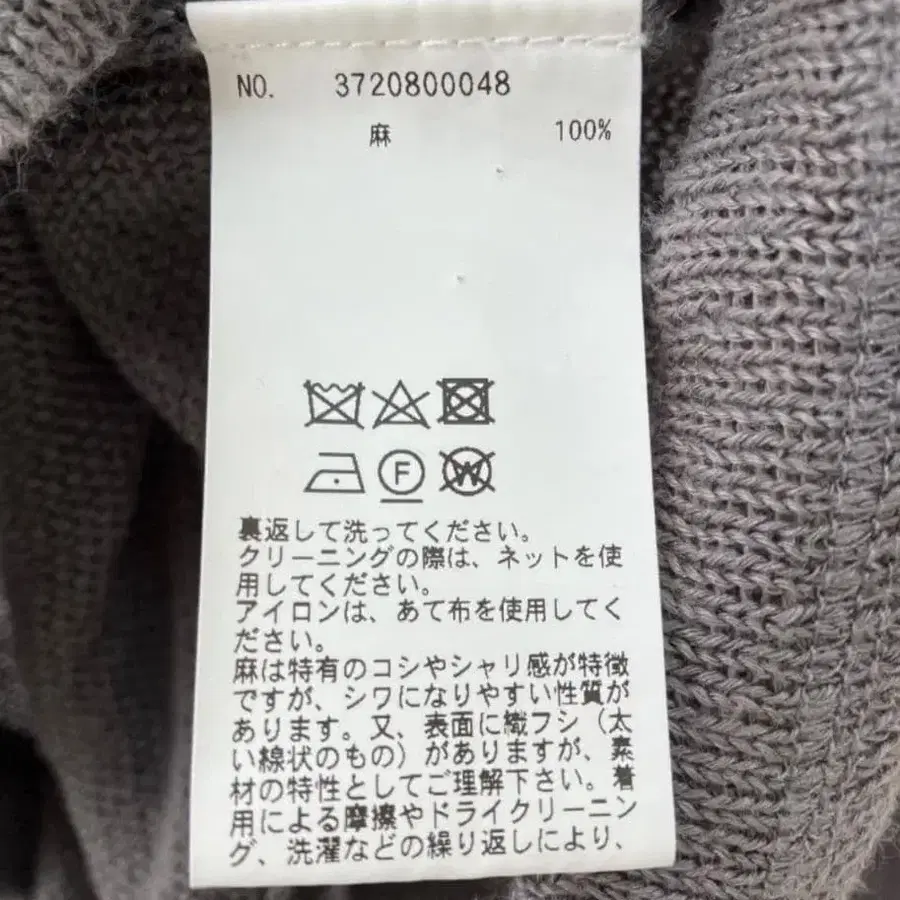 NO. 3720800048
麻 100%
F
W
裏返して洗ってください。
クリーニングの際は、ネットを使
用してください。
アイロンは、あて布を使用してく
ださい。
麻は特有のコシやシャリ感が特徴
ですが、シワになりやすい性質が
あります。又、表面に織フシ（太
い線状のもの）がありますが、素
材の特性としてご理解下さい。着
用による摩擦やドライクリーニン
グ、洗濯などの繰り返しにより、